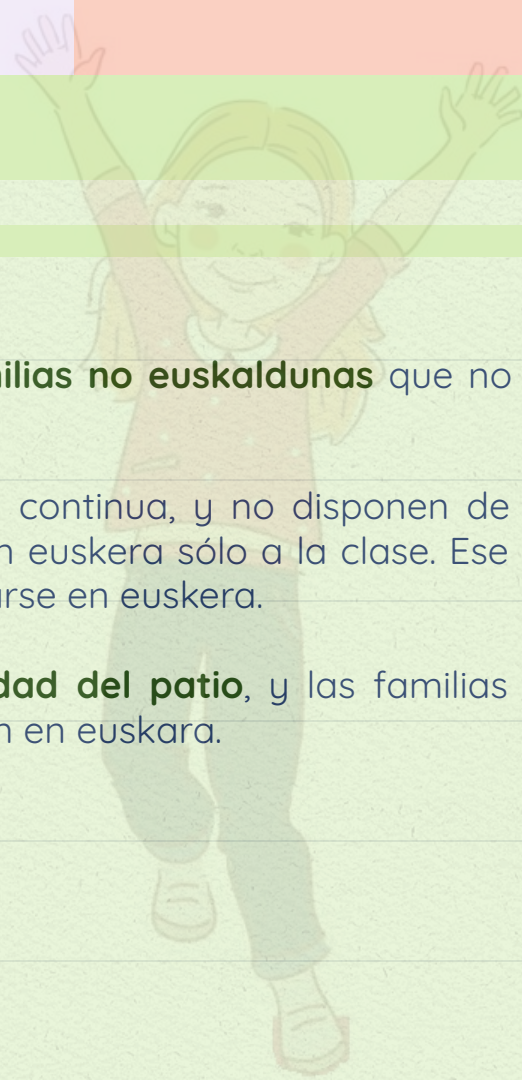 ilias no euskaldunas que no
continua, y no disponen de
n euskera sólo a la clase. Ese
rse en euskera.
dad del patio, y las familias
n en euskara.